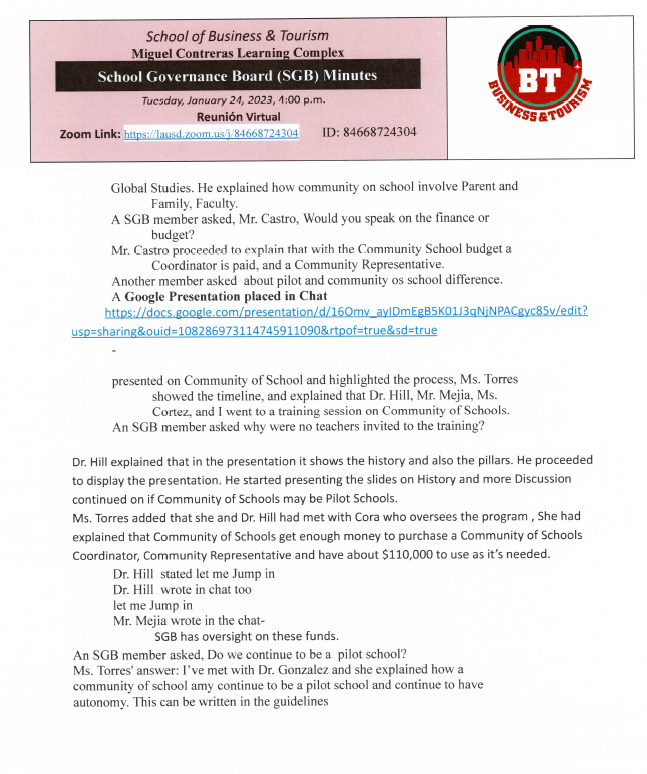 School of Business & Tourism
Miguel Contreras Learning Complex
School Governance Board (SGB) Minutes
Tuesday, January 24, 2023, 1:00 p.m.
Reunión Virtual
Zoom Link: https://lausd.zoom.us/j/84668724304 ID: 84668724304
BT
BUSINESS & TOURISM
Global Studies. He explained how community on school involve Parent and
Family, Faculty.
A SGB member asked, Mr. Castro, Would you speak on the finance or
budget?
Mr. Castro proceeded to explain that with the Community School budget a
Coordinator is paid, and a Community Representative.
Another member asked about pilot and community os school difference.
A Google Presentation placed in Chat
https://docs.google.com/presentation/d/16Omv_ayIDmEgB5K01J3qNjNPACgyc85v/edit?
usp=sharing&ouid=108286973114745911090&rtpof=true&sd=true
-
presented on Community of School and highlighted the process, Ms. Torres
showed the timeline, and explained that Dr. Hill, Mr. Mejia, Ms.
Cortez, and I went to a training session on Community of Schools.
An SGB member asked why were no teachers invited to the training?
Dr. Hill explained that in the presentation it shows the history and also the pillars. He proceeded
to display the presentation. He started presenting the slides on History and more Discussion
continued on if Community of Schools may be Pilot Schools.
Ms. Torres added that she and Dr. Hill had met with Cora who oversees the program , She had
explained that Community of Schools get enough money to purchase a Community of Schools
Coordinator, Community Representative and have about $110,000 to use as it's needed.
Dr. Hill stated let me Jump in
Dr. Hill wrote in chat too
let me Jump in
Mr. Mejia wrote in the chat-
SGB has oversight on these funds.
An SGB member asked, Do we continue to be a pilot school?
Ms. Torres' answer: I've met with Dr. Gonzalez and she explained how a
community of school amy continue to be a pilot school and continue to have
autonomy. This can be written in the guidelines